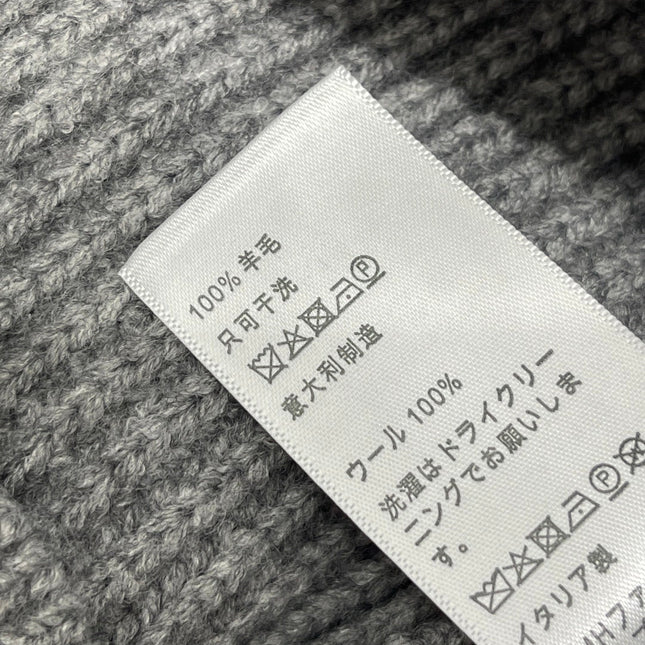 100% 羊毛
只可干洗
P
意大利制造
ウール 100%
洗濯はドライクリー
ニングでお願いしま
す。
P
イタリア製